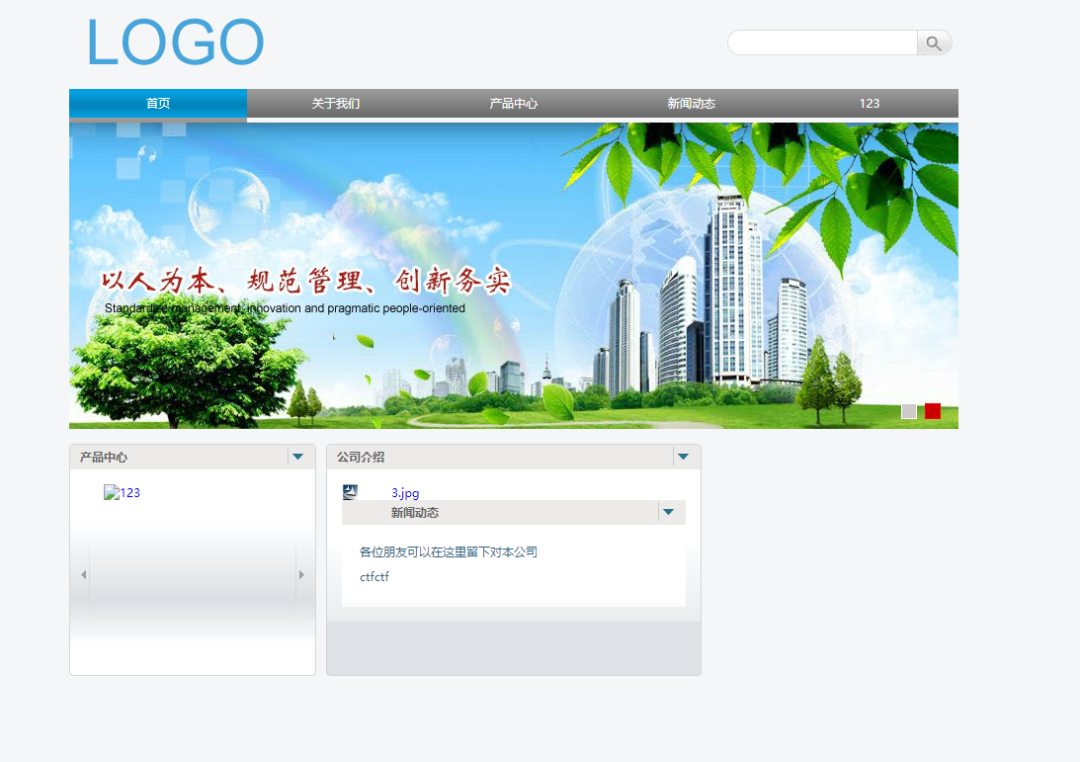 LOGO
首页
关于我们
产品中心
新闻动态
123
以人为本、规范管理、创新务实
Standardize management, innovation and pragmatic people-oriented
产品中心
公司介绍
123
3.jpg
新闻动态
各位朋友可以在这里留下对本公司
ctfctf